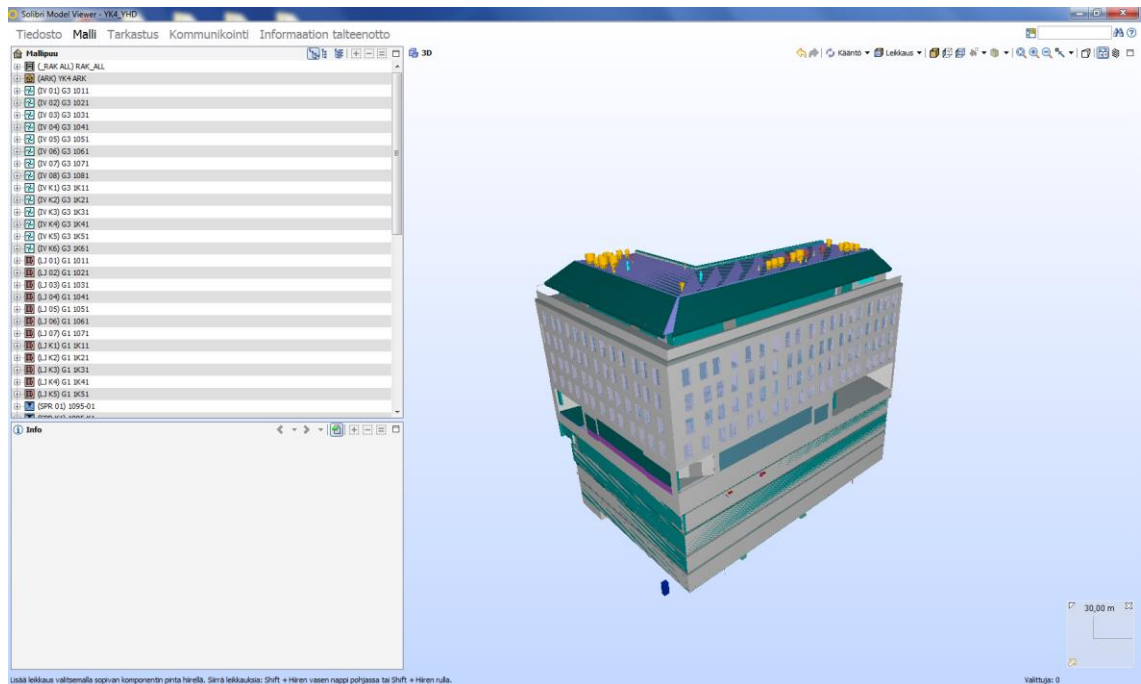 Solibri Model Viewer - YK4_YHD
Tiedosto Malli Tarkastus Kommunikointi Informaation talteenotto
Mallipuu
3D
Kääntö
Leikkaus
(_RAK ALL) RAK_ALL
(ARK) YK4 ARK
(IV 01) G3 1011
(IV 02) G3 1021
(IV 03) G3 1031
(IV 04) G3 1041
(IV 05) G3 1051
(IV 06) G3 1061
(IV 07) G3 1071
(IV 08) G3 1081
(IV K1) G3 1K11
(IV K2) G3 1K21
(IV K3) G3 1K31
(IV K4) G3 1K41
(IV K5) G3 1K51
(IV K6) G3 1K61
(LJ 01) G1 1011
(LJ 02) G1 1021
(LJ 03) G1 1031
(LJ 04) G1 1041
(LJ 05) G1 1051
(LJ 06) G1 1061
(LJ 07) G1 1071
(LJ K1) G1 1K11
(LJ K2) G1 1K21
(LJ K3) G1 1K31
(LJ K4) G1 1K41
(LJ K5) G1 1K51
(SPR 01) 1095-01
Info
30,00 m
Lisää leikkaus valitsemalla sopivan komponentin pinta hiirellä. Siirrä leikkauksia: Shift + Hiiren vasen nappi pohjassa tai Shift + Hiiren rulla.
Valittuja: 0